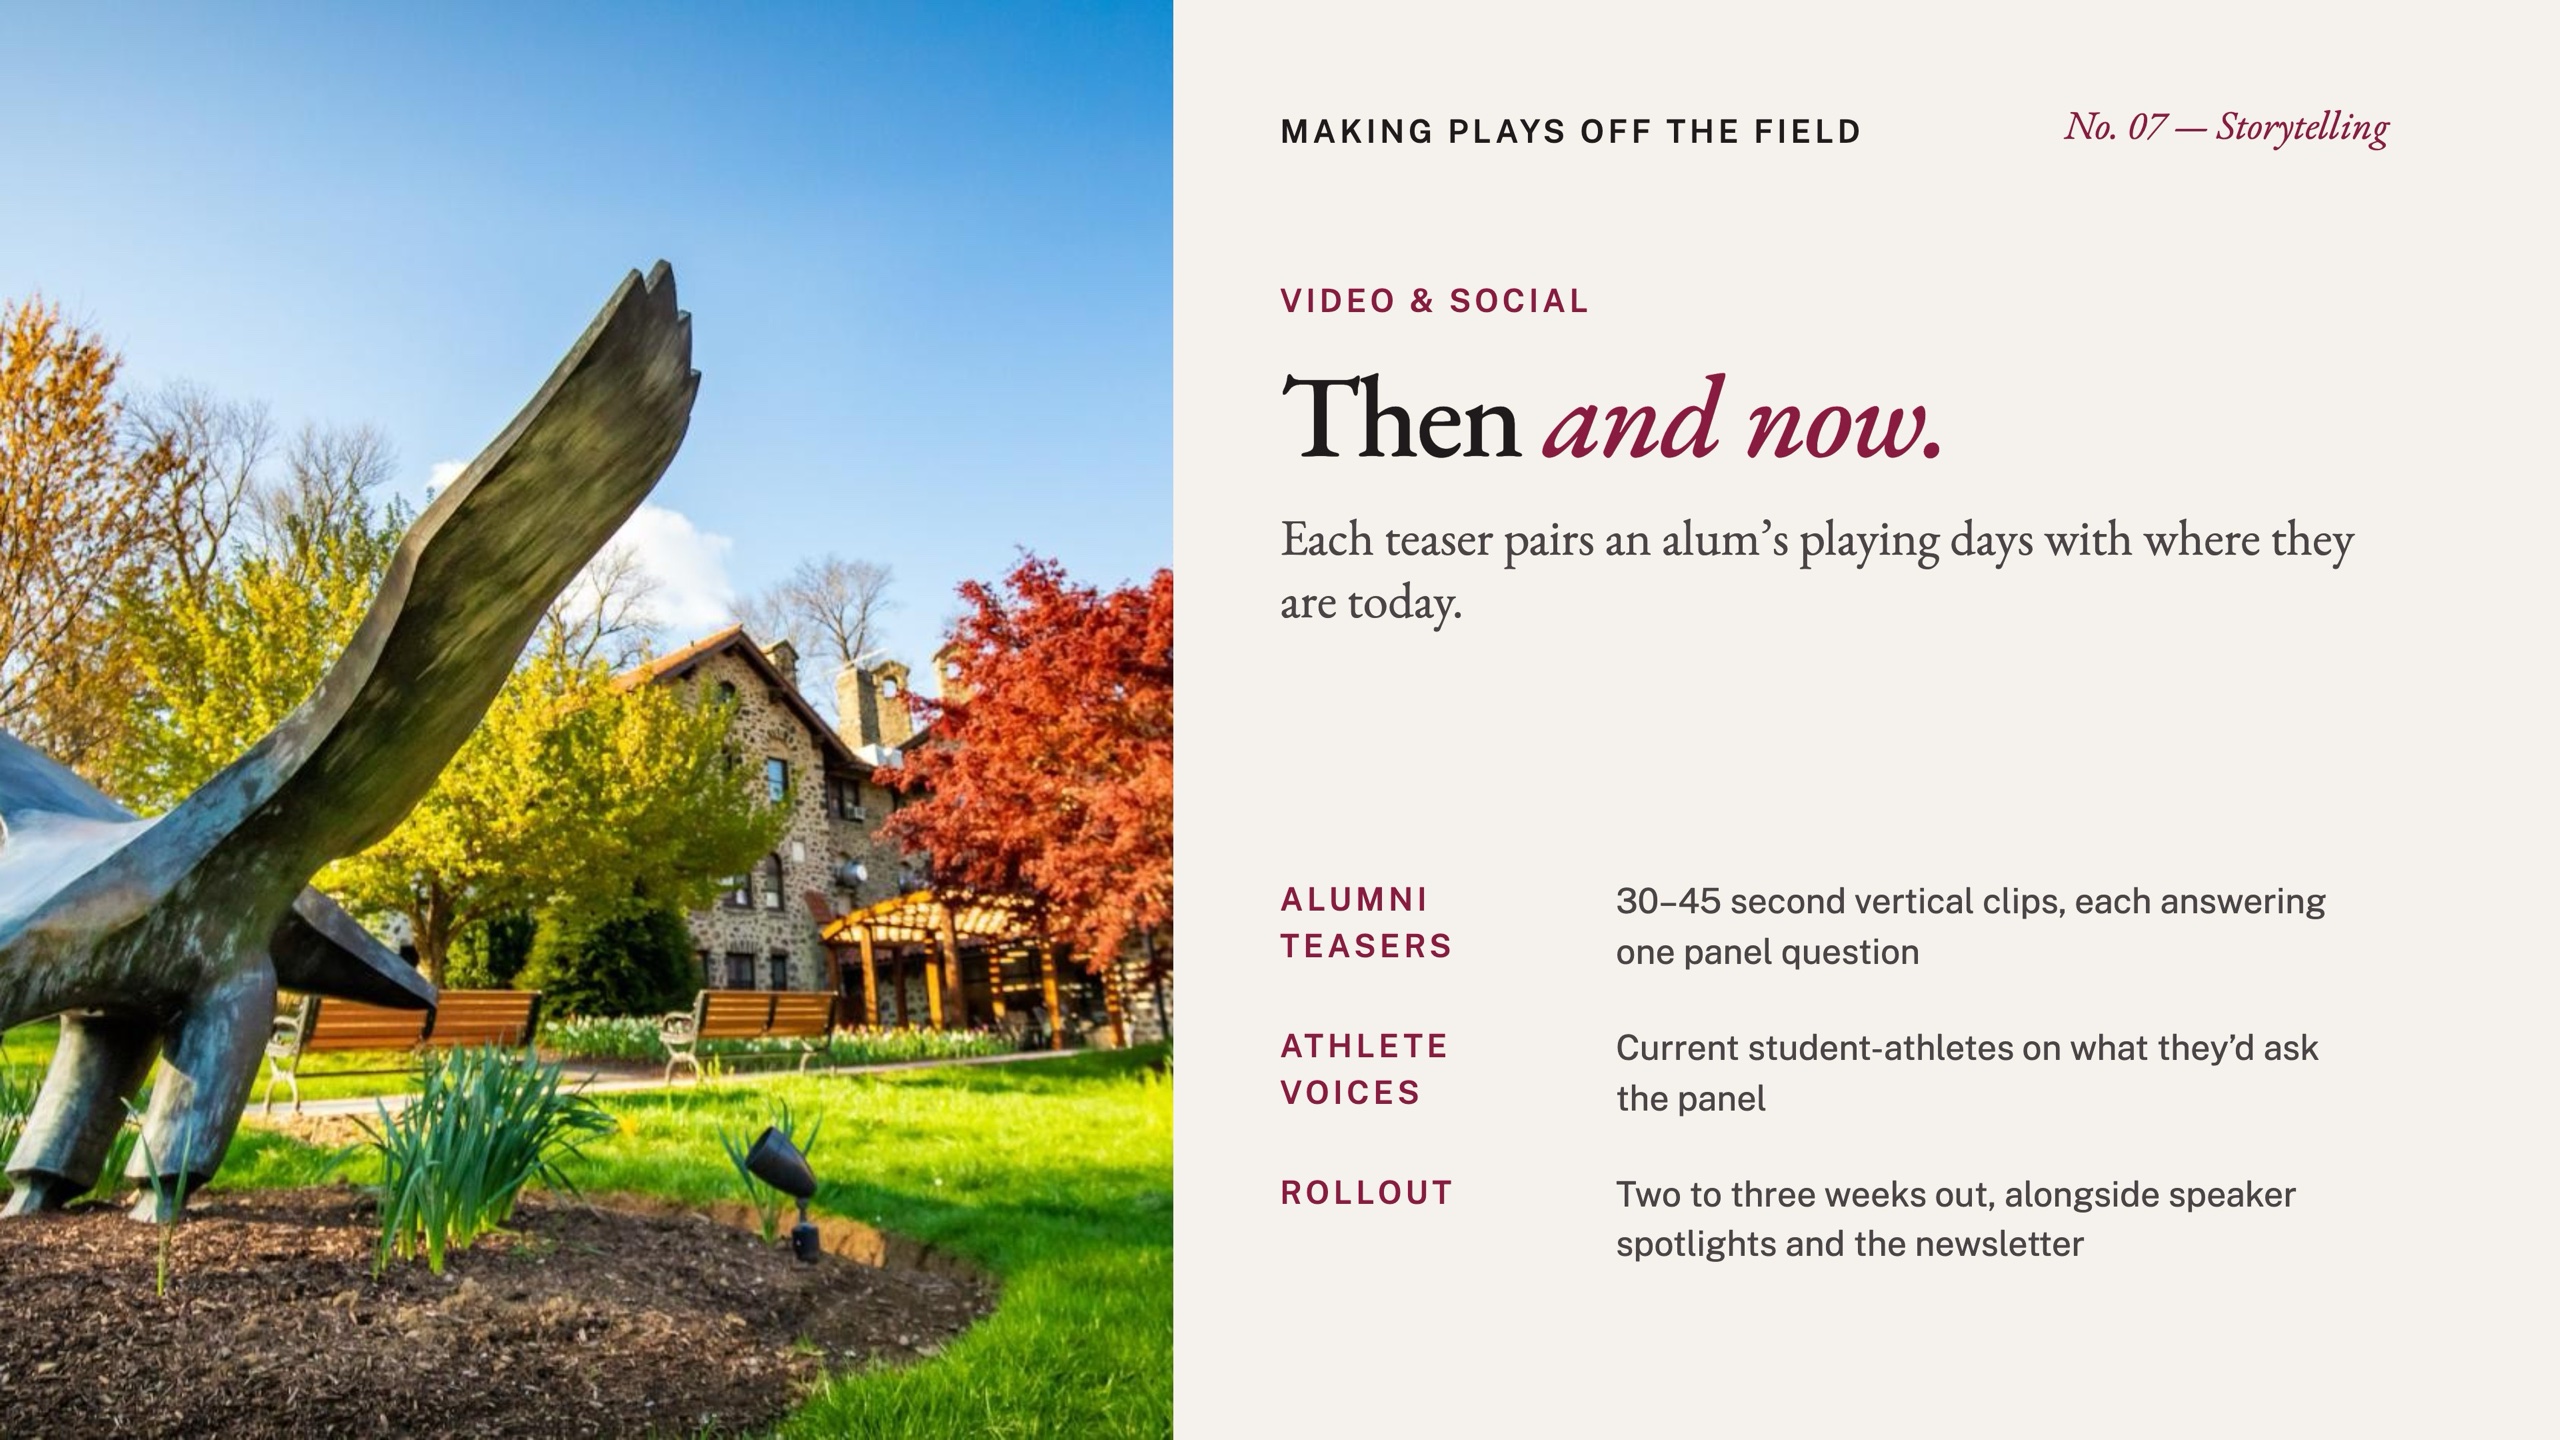 MAKING PLAYS OFF THE FIELD
No. 07 — Storytelling
VIDEO & SOCIAL
Then and now.
Each teaser pairs an alum’s playing days with where they
are today.
ALUMNI
TEASERS
30–45 second vertical clips, each answering
one panel question
ATHLETE
VOICES
Current student-athletes on what they’d ask
the panel
ROLLOUT
Two to three weeks out, alongside speaker
spotlights and the newsletter